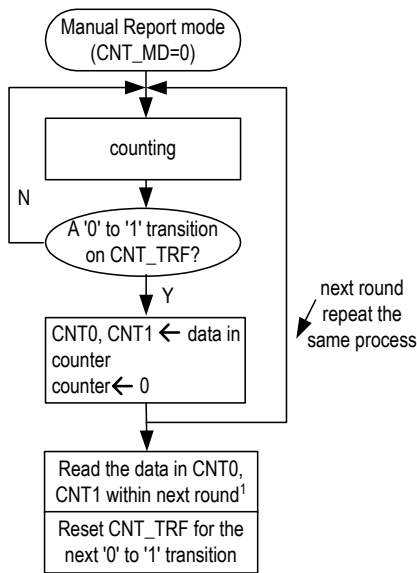 Manual Report mode
(CNT_MD=0)
counting
N
A '0' to '1' transition
on CNT_TRF?
Y
CNT0, CNT1 ← data in
counter
counter← 0
next round
repeat the
same process
Read the data in CNT0,
CNT1 within next round¹
Reset CNT_TRF for the
next '0' to '1' transition